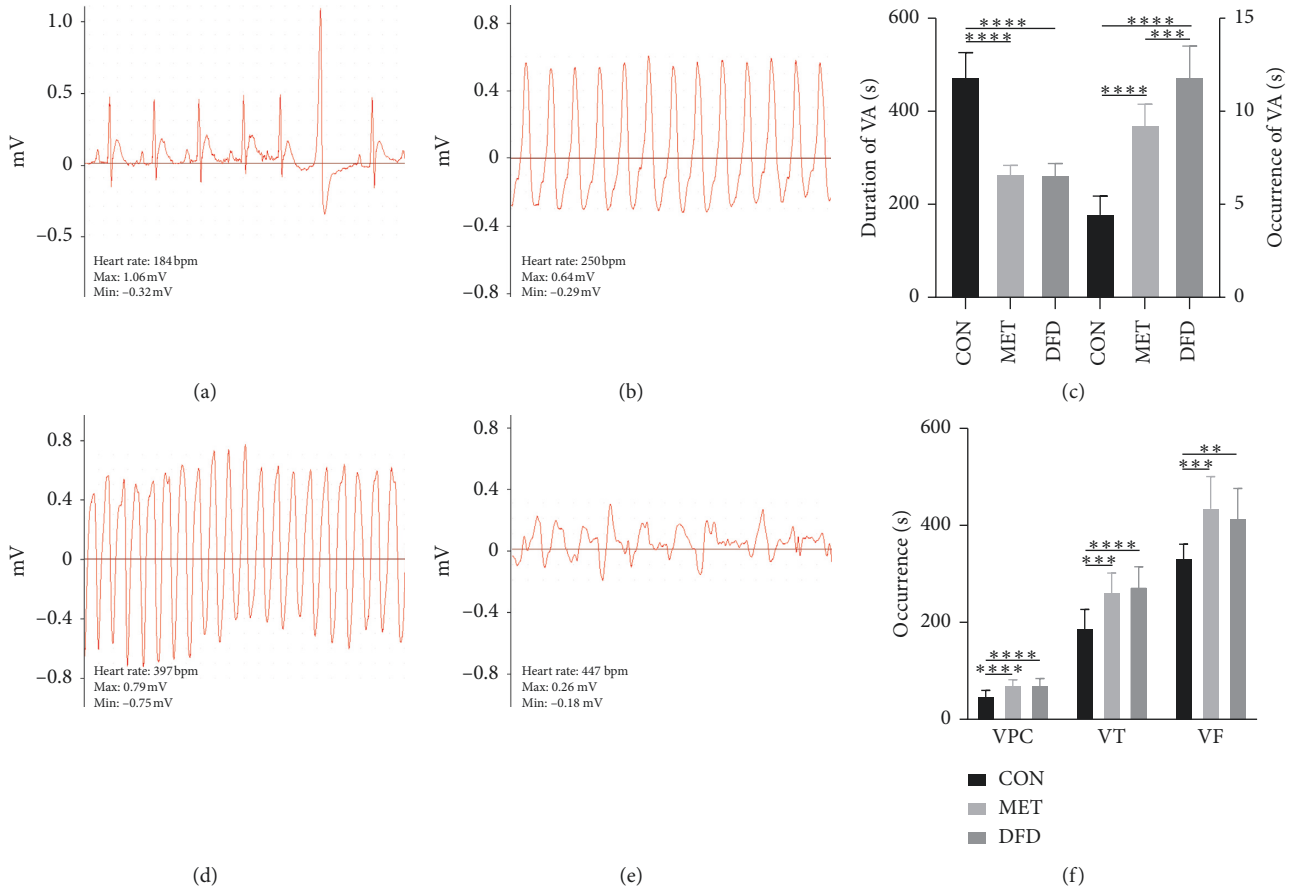 1.0
0.5
0
−0.5
mV
Heart rate: 184 bpm
Max: 1.06 mV
Min: −0.32 mV
(a)
0.8
0.4
0
−0.4
−0.8
mV
Heart rate: 250 bpm
Max: 0.64 mV
Min: −0.29 mV
(b)
600
400
200
0
Duration of VA (s)
**** ****
**** ***
****
15
10
5
0
Occurrence of VA (s)
CON MET DFD CON MET DFD
(c)
0.8
0.4
0
−0.4
−0.8
mV
Heart rate: 397 bpm
Max: 0.79 mV
Min: −0.75 mV
(d)
0.8
0.4
0
−0.4
−0.8
mV
Heart rate: 447 bpm
Max: 0.26 mV
Min: −0.18 mV
(e)
600
400
200
0
Occurrence (s)
**
***
****
***
****
****
VPC VT VF
CON
MET
DFD
(f)